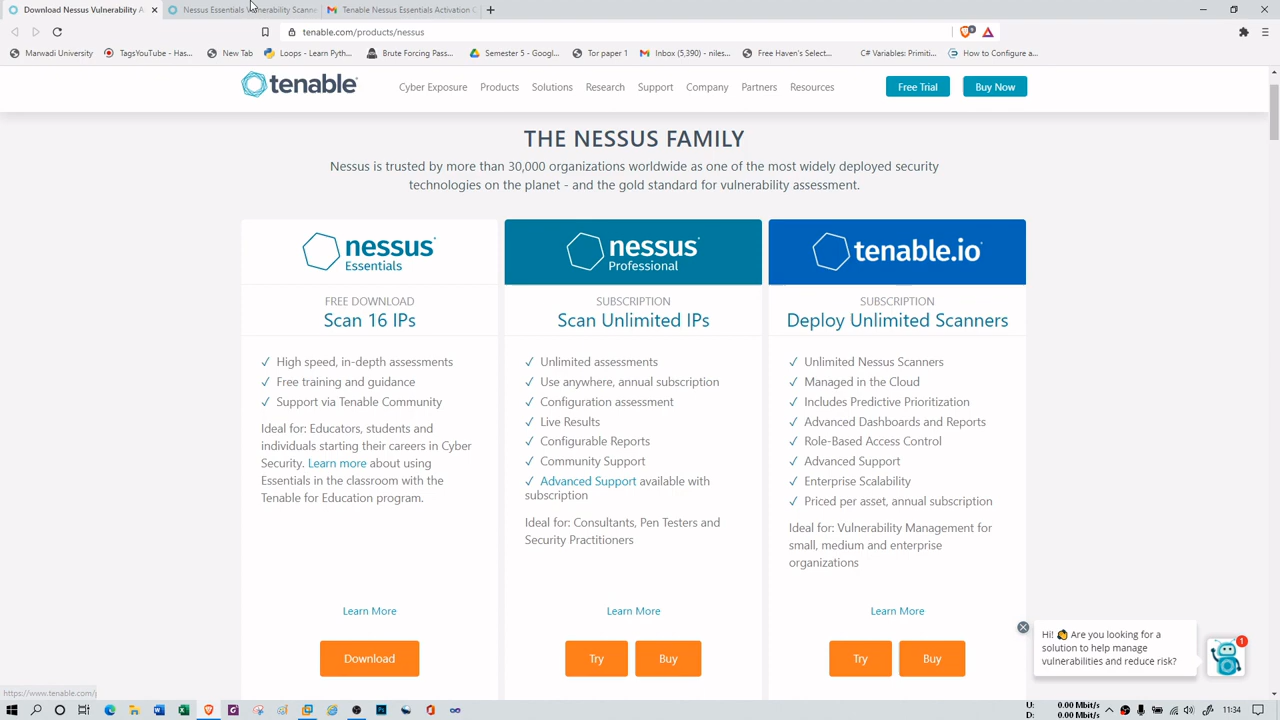 Download Nessus Vulnerability A
Nessus Essentials Vulnerability Scann
Tenable Nessus Essentials Activation C
tenable.com/products/nessus
Marwadi University
TagsYouTube - Has...
New Tab
Loops - Learn Pyth...
Brute Forcing Pass...
Semester 5 - Googl...
Tor paper 1
Inbox (5,390) - niles...
Free Haven's Select...
C# Variables: Primiti...
How to Configure a...
tenable
Cyber Exposure
Products
Solutions
Research
Support
Company
Partners
Resources
Free Trial
Buy Now
THE NESSUS FAMILY
Nessus is trusted by more than 30,000 organizations worldwide as one of the most widely deployed security
technologies on the planet - and the gold standard for vulnerability assessment.
nessus
Essentials
FREE DOWNLOAD
Scan 16 IPs
✓ High speed, in-depth assessments
✓ Free training and guidance
✓ Support via Tenable Community
Ideal for: Educators, students and
individuals starting their careers in Cyber
Security. Learn more about using
Essentials in the classroom with the
Tenable for Education program.
Learn More
Download
nessus
Professional
SUBSCRIPTION
Scan Unlimited IPs
✓ Unlimited assessments
✓ Use anywhere, annual subscription
✓ Configuration assessment
✓ Live Results
✓ Configurable Reports
✓ Community Support
✓ Advanced Support available with
subscription
Ideal for: Consultants, Pen Testers and
Security Practitioners
Learn More
Try
Buy
tenable.io
SUBSCRIPTION
Deploy Unlimited Scanners
✓ Unlimited Nessus Scanners
✓ Managed in the Cloud
✓ Includes Predictive Prioritization
✓ Advanced Dashboards and Reports
✓ Role-Based Access Control
✓ Advanced Support
✓ Enterprise Scalability
✓ Priced per asset, annual subscription
Ideal for: Vulnerability Management for
small, medium and enterprise
organizations
Learn More
Try
Buy
Hi! Are you looking for a
solution to help manage
vulnerabilities and reduce risk?
1
https://www.tenable.com/p
U: 0.00 MB/s
D: 0.00 MB/s
11:34